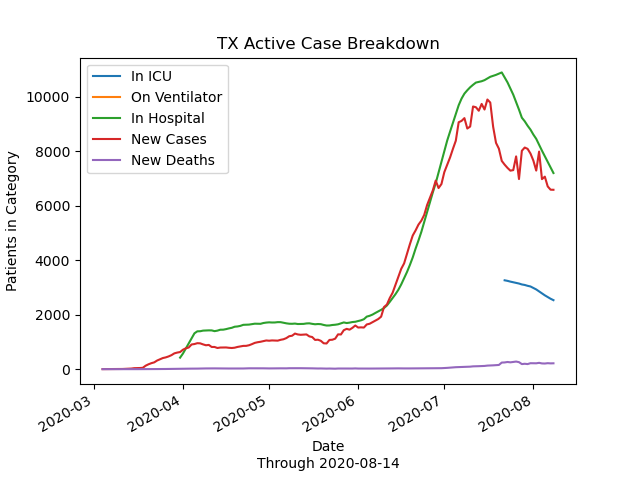 TX Active Case Breakdown
In ICU
On Ventilator
In Hospital
New Cases
New Deaths
Patients in Category
10000
8000
6000
4000
2000
0
2020-03
2020-04
2020-05
2020-06
2020-07
2020-08
Date
Through 2020-08-14